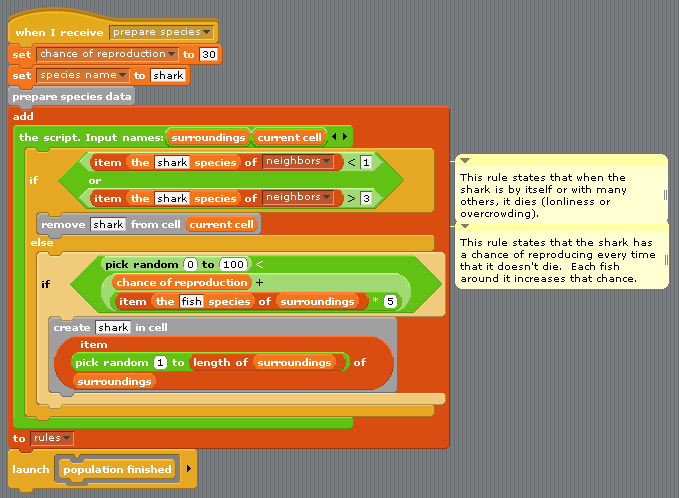 when I receive prepare species
set chance of reproduction to 30
set species name to shark
prepare species data
add
the script. Input names: surroundings current cell
if item the shark species of neighbors < 1
or
item the shark species of neighbors > 3
remove shark from cell current cell
else
if pick random 0 to 100 <
chance of reproduction +
item the fish species of surroundings * 5
create shark in cell
item
pick random 1 to length of surroundings of
surroundings
to rules
launch population finished
This rule states that when the
shark is by itself or with many
others, it dies (lonliness or
overcrowding).
This rule states that the shark has
a chance of reproducing every time
that it doesn't die. Each fish
around it increases that chance.